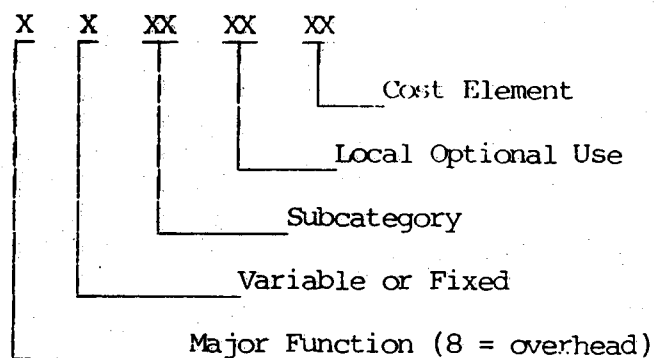 X X XX XX XX
Cost Element
Local Optional Use
Subcategory
Variable or Fixed
Major Function (8 = overhead)